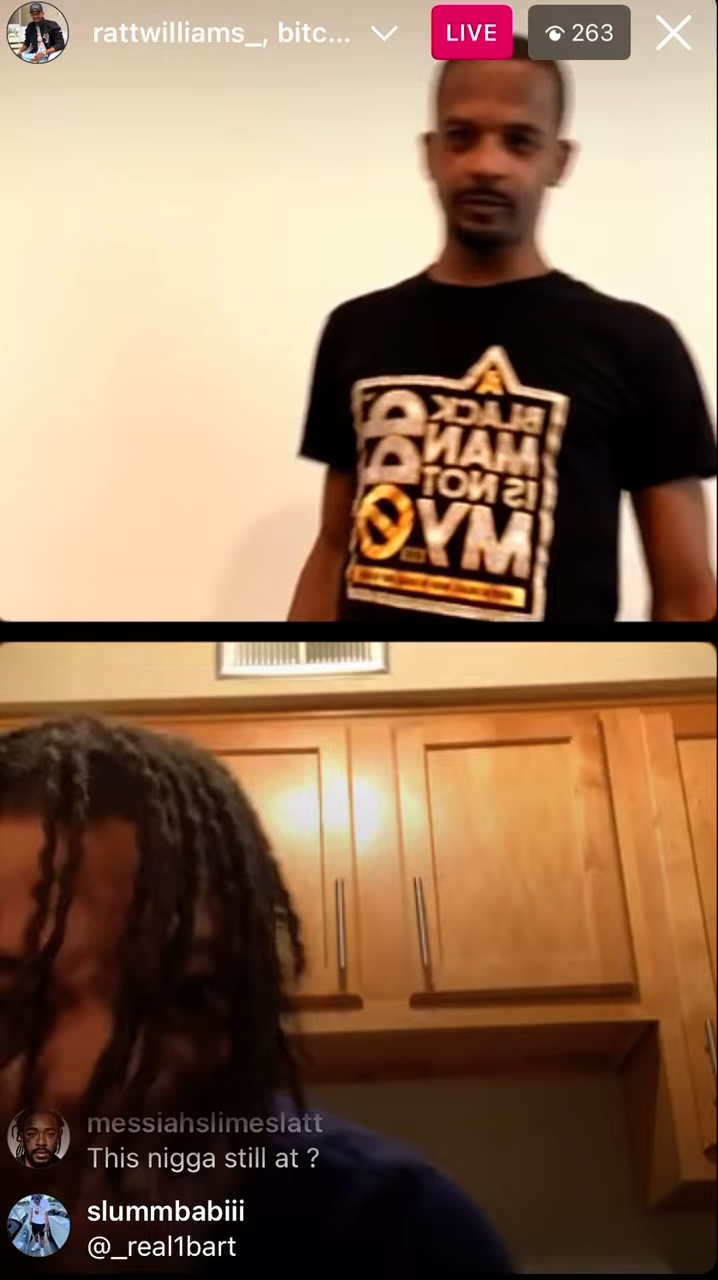 rattwilliams_, bitc...
LIVE
263
BLACK
MAN
IS NOT
MY
messiahslimeslatt
This nigga still at ?
slummbabiii
@_real1bart